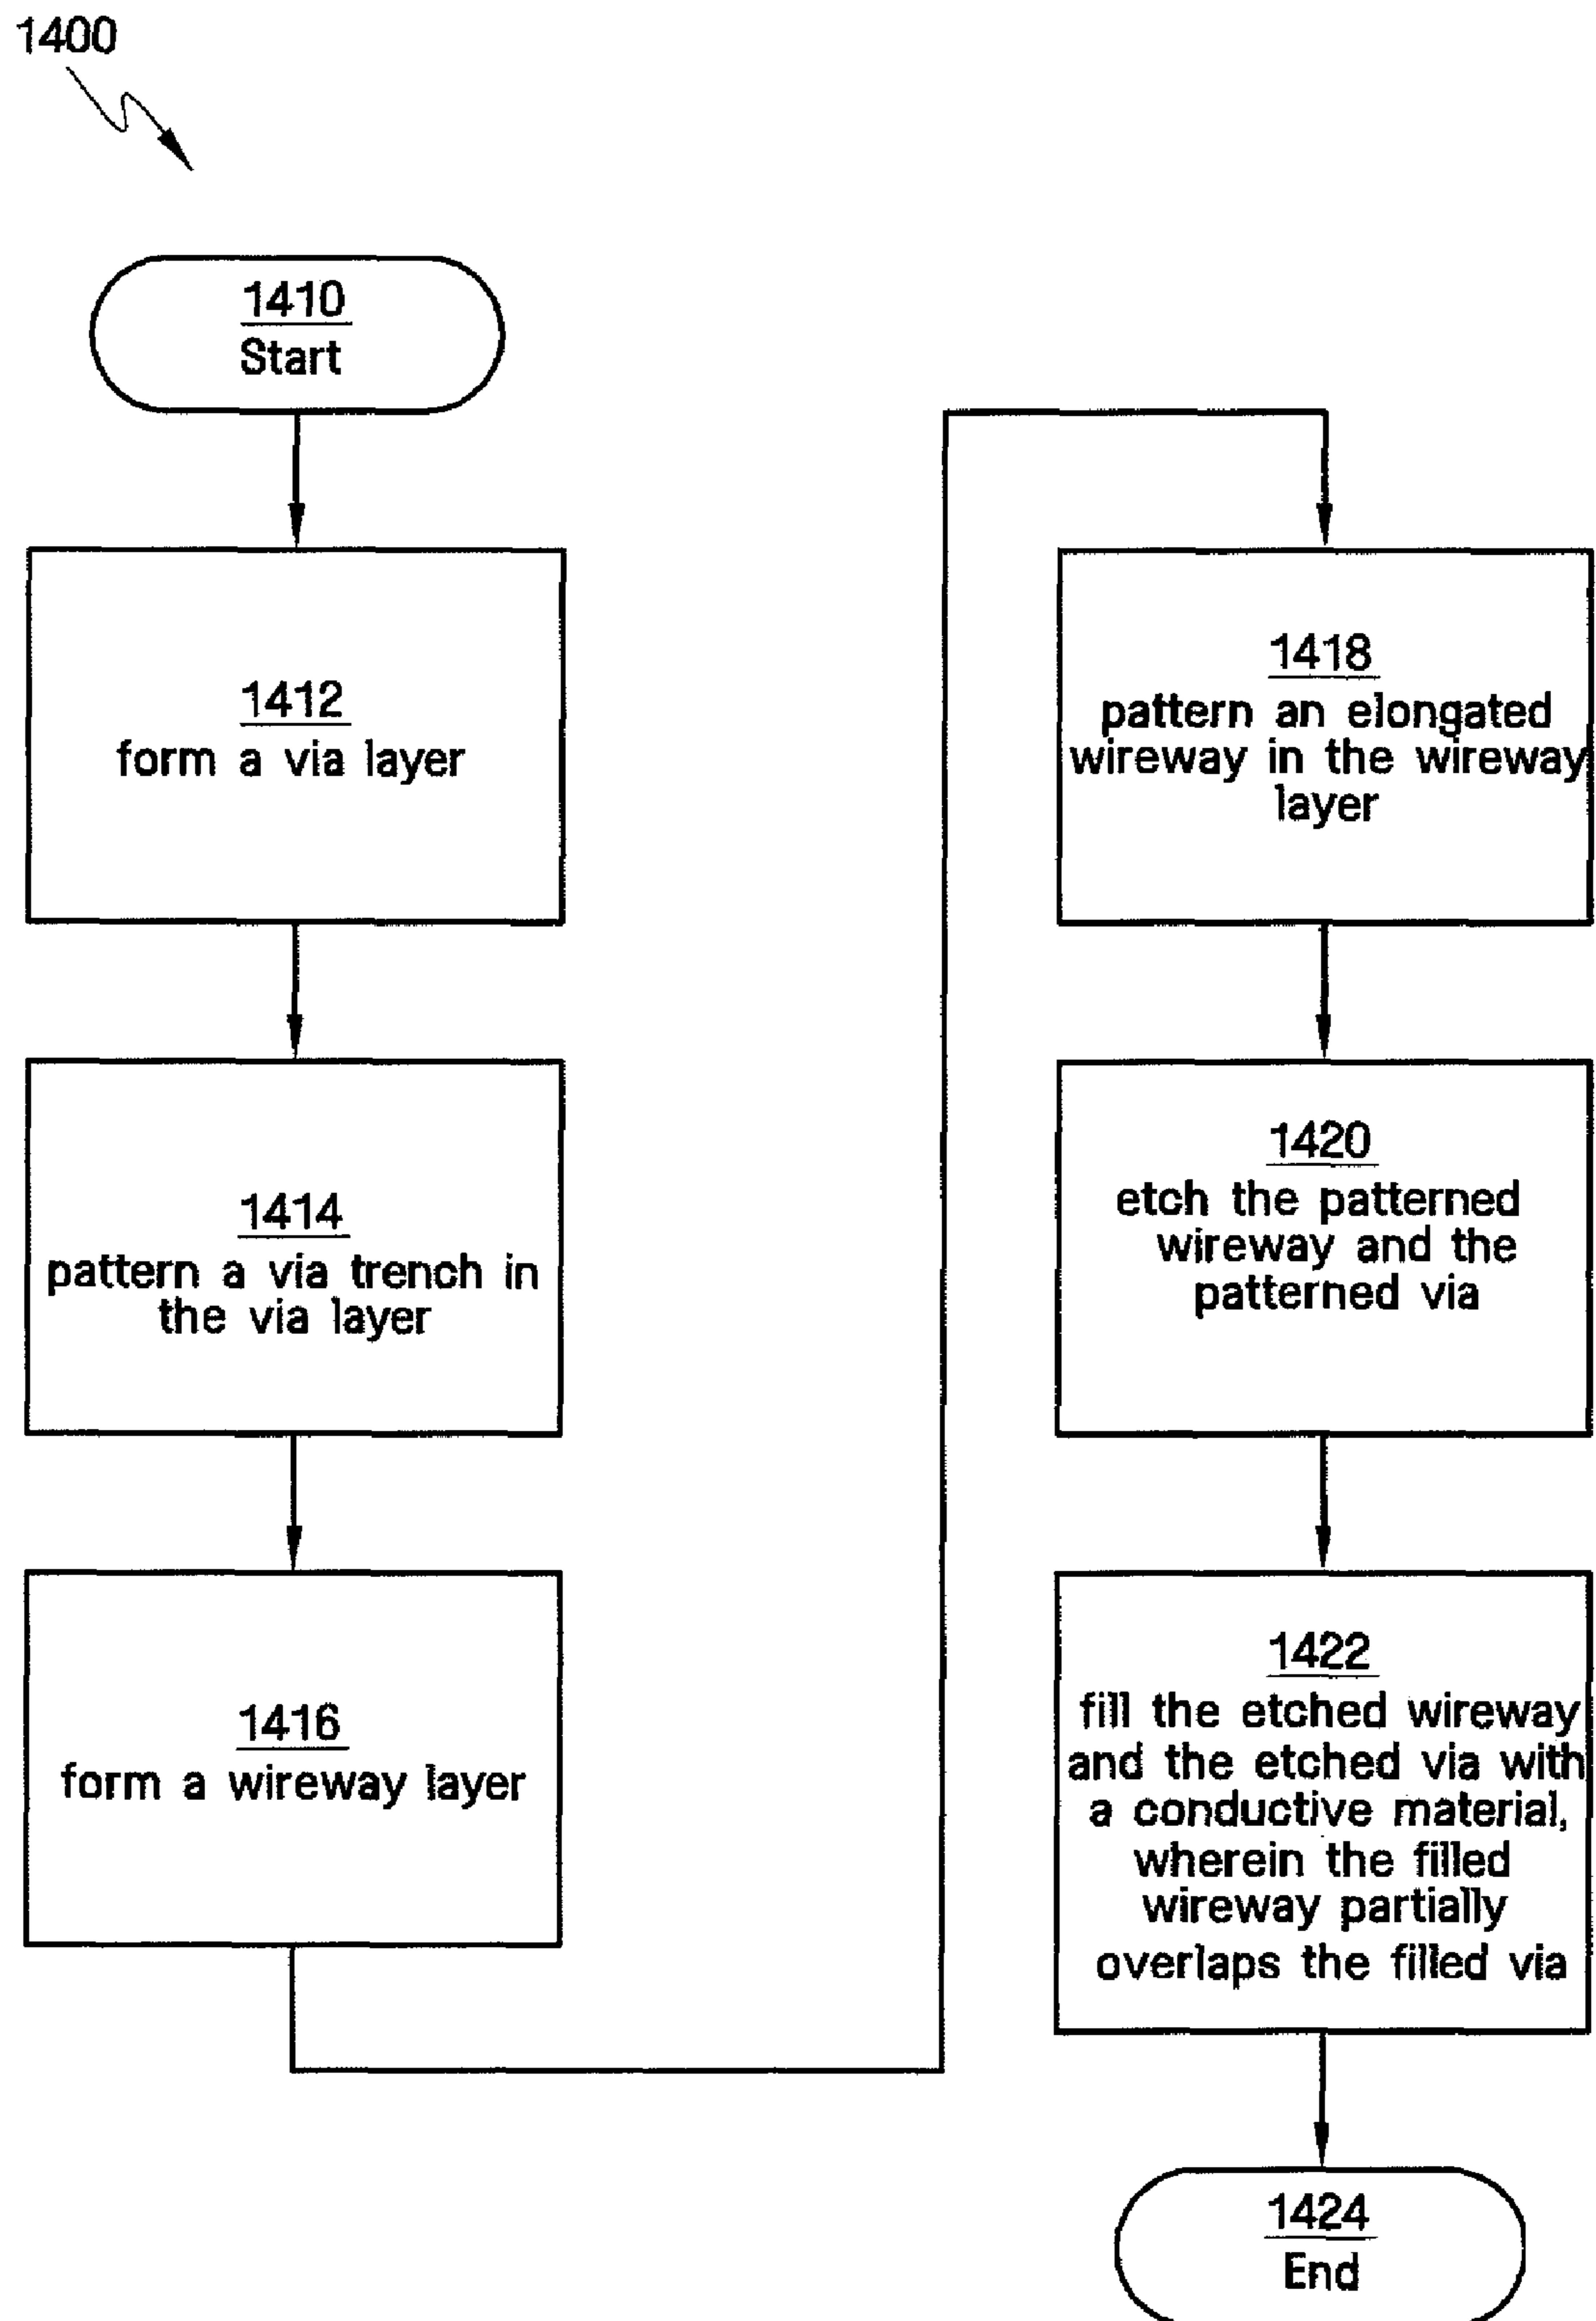 1400
1410
Start
1412
form a via layer
1414
pattern a via trench in
the via layer
1416
form a wireway layer
1418
pattern an elongated
wireway in the wireway
layer
1420
etch the patterned
wireway and the
patterned via
1422
fill the etched wireway
and the etched via with
a conductive material,
wherein the filled
wireway partially
overlaps the filled via
1424
End